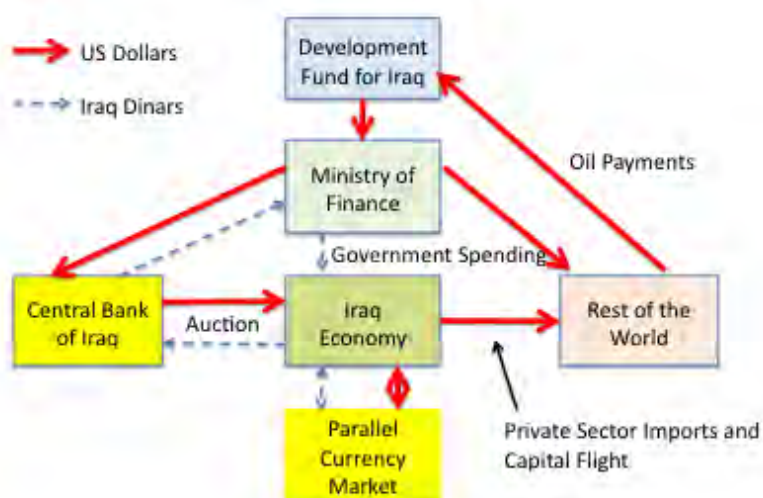 US Dollars
Iraq Dinars
Development
Fund for Iraq
Oil Payments
Ministry of
Finance
Government Spending
Central Bank
of Iraq
Auction
Iraq
Economy
Rest of the
World
Parallel
Currency
Market
Private Sector Imports and
Capital Flight